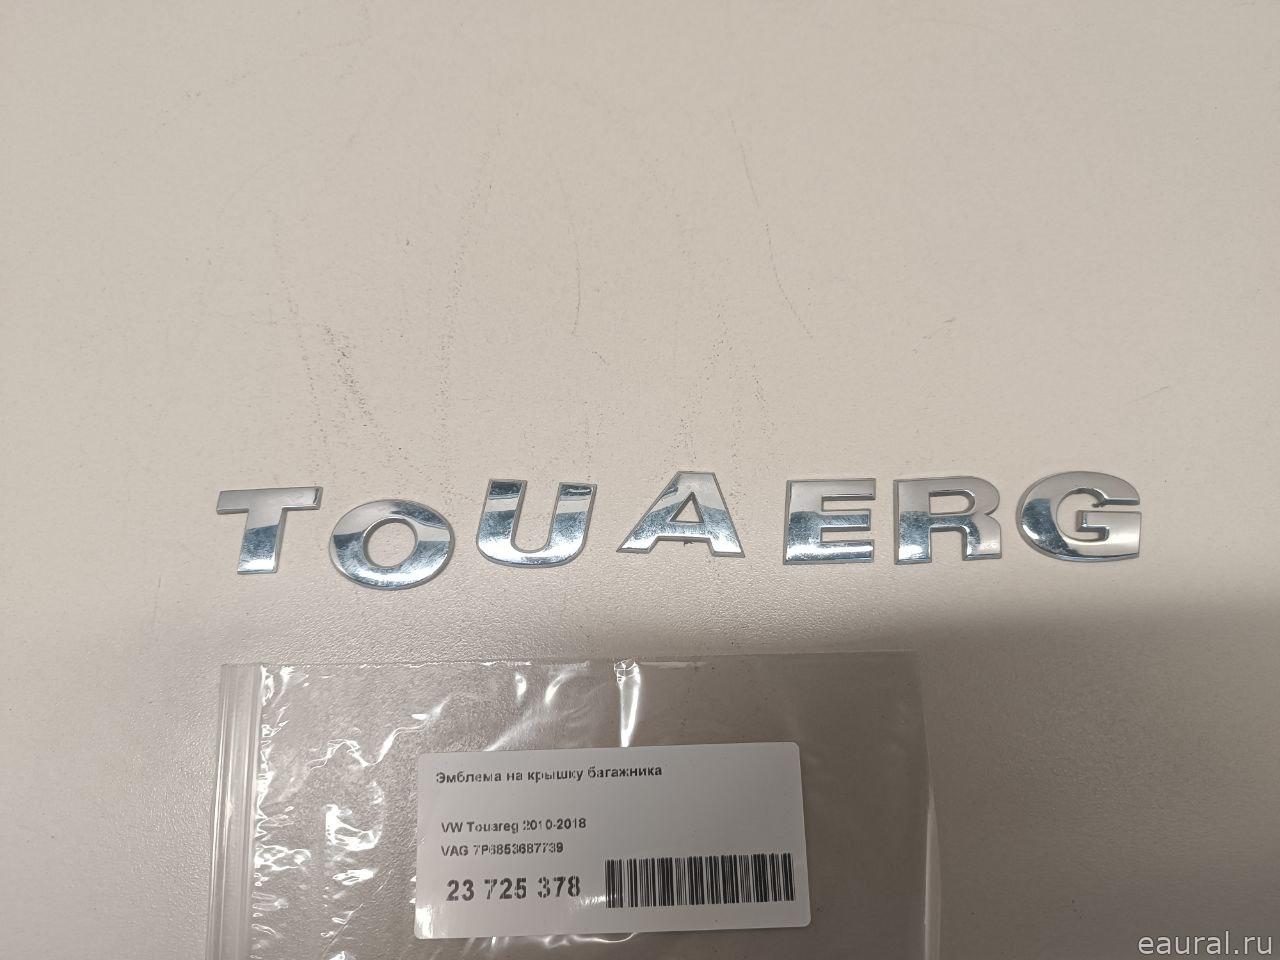 TOUAERG
Эмблема на крышку багажника
VW Touareg 2010-2018
VAG 7P6853687739
23 725 378
eaural.ru